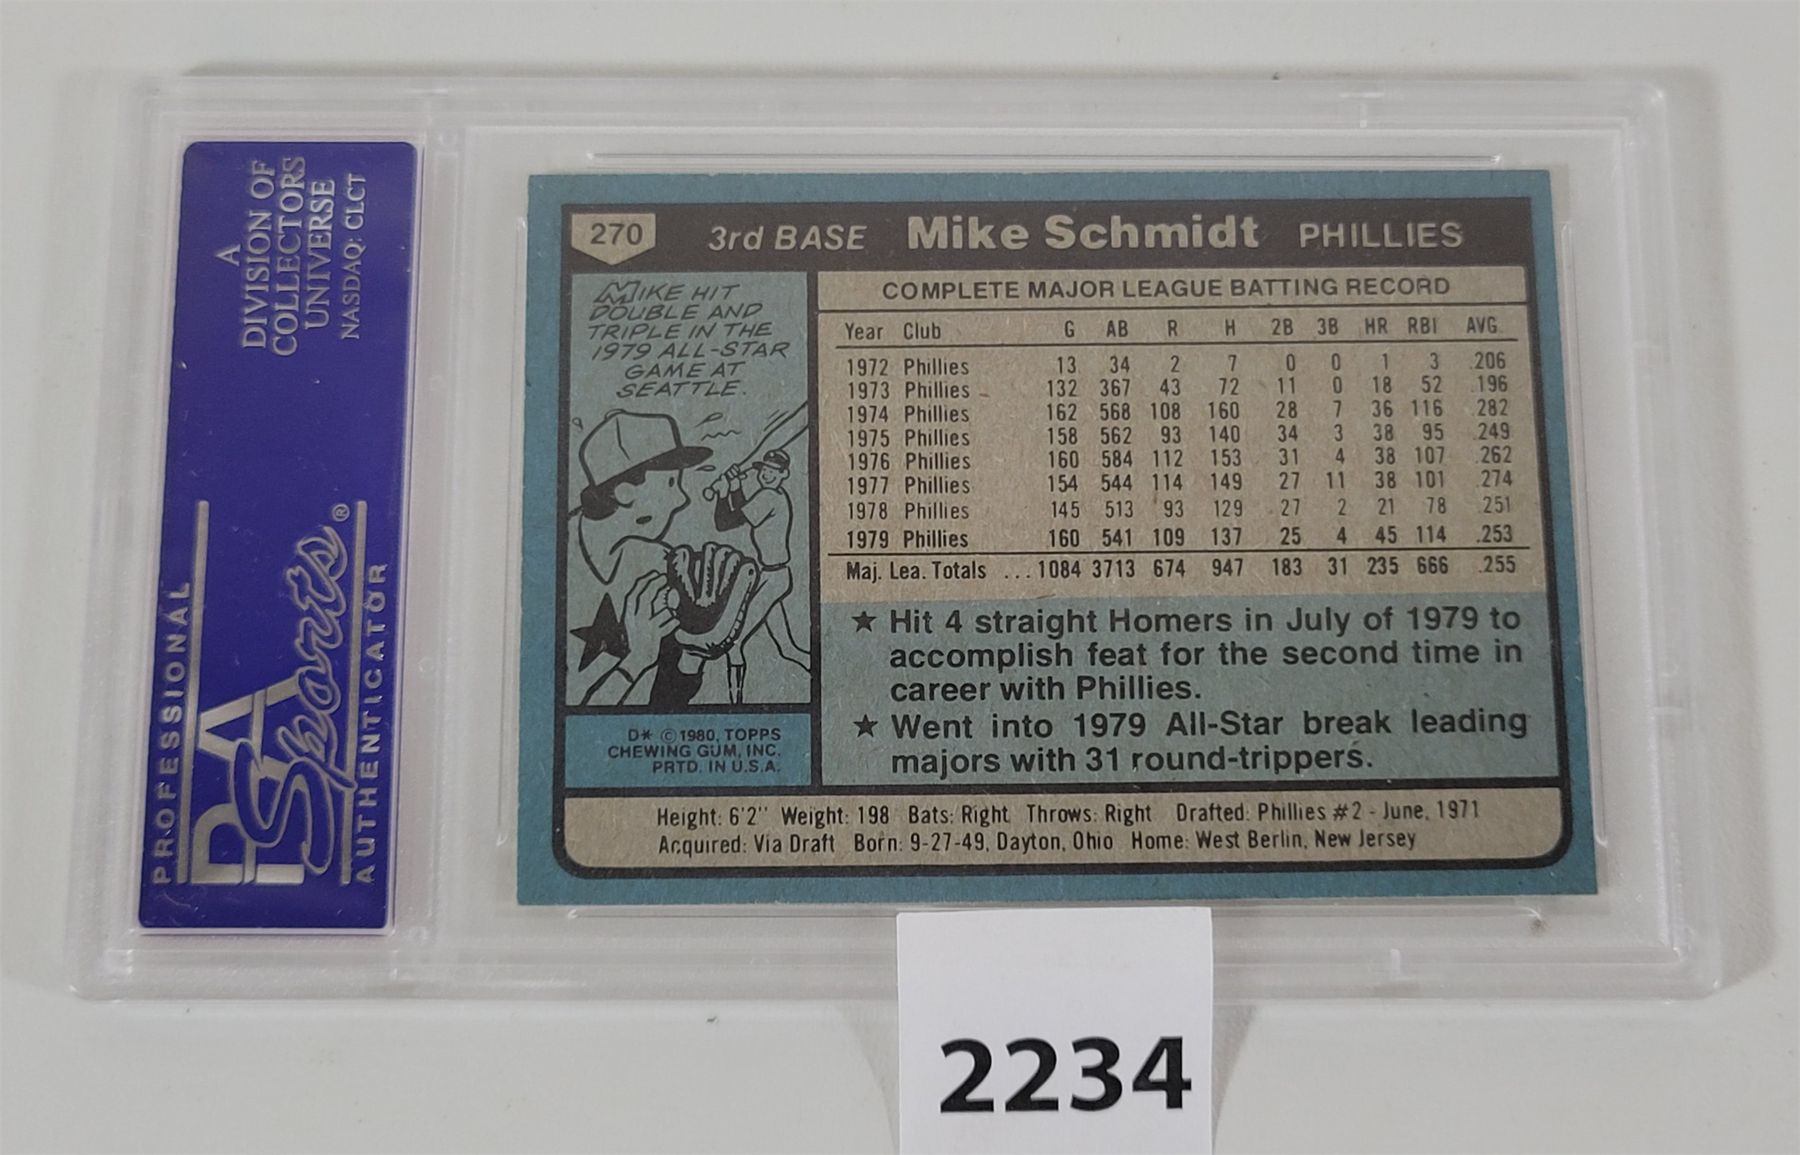 A
DIVISION OF
COLLECTORS
UNIVERSE
NASDAQ: CLCT
PROFESSIONAL
PSA
Sports®
AUTHENTICATOR
270 3rd BASE Mike Schmidt PHILLIES
MIKE HIT
DOUBLE AND
TRIPLE IN THE
1979 ALL-STAR
GAME AT
SEATTLE.
D* © 1980, TOPPS
CHEWING GUM, INC.
PRTD. IN U.S.A.
COMPLETE MAJOR LEAGUE BATTING RECORD
Year Club G AB R H 2B 3B HR RBI AVG.
1972 Phillies 13 34 2 7 0 0 1 3 .206
1973 Phillies 132 367 43 72 11 0 18 52 .196
1974 Phillies 162 568 108 160 28 7 36 116 .282
1975 Phillies 158 562 93 140 34 3 38 95 .249
1976 Phillies 160 584 112 153 31 4 38 107 .262
1977 Phillies 154 544 114 149 27 11 38 101 .274
1978 Phillies 145 513 93 129 27 2 21 78 .251
1979 Phillies 160 541 109 137 25 4 45 114 .253
Maj. Lea. Totals ... 1084 3713 674 947 183 31 235 666 .255
★ Hit 4 straight Homers in July of 1979 to
accomplish feat for the second time in
career with Phillies.
★ Went into 1979 All-Star break leading
majors with 31 round-trippers.
Height: 6'2" Weight: 198 Bats: Right Throws: Right Drafted: Phillies #2 - June, 1971
Acquired: Via Draft Born: 9-27-49, Dayton, Ohio Home: West Berlin, New Jersey
2234